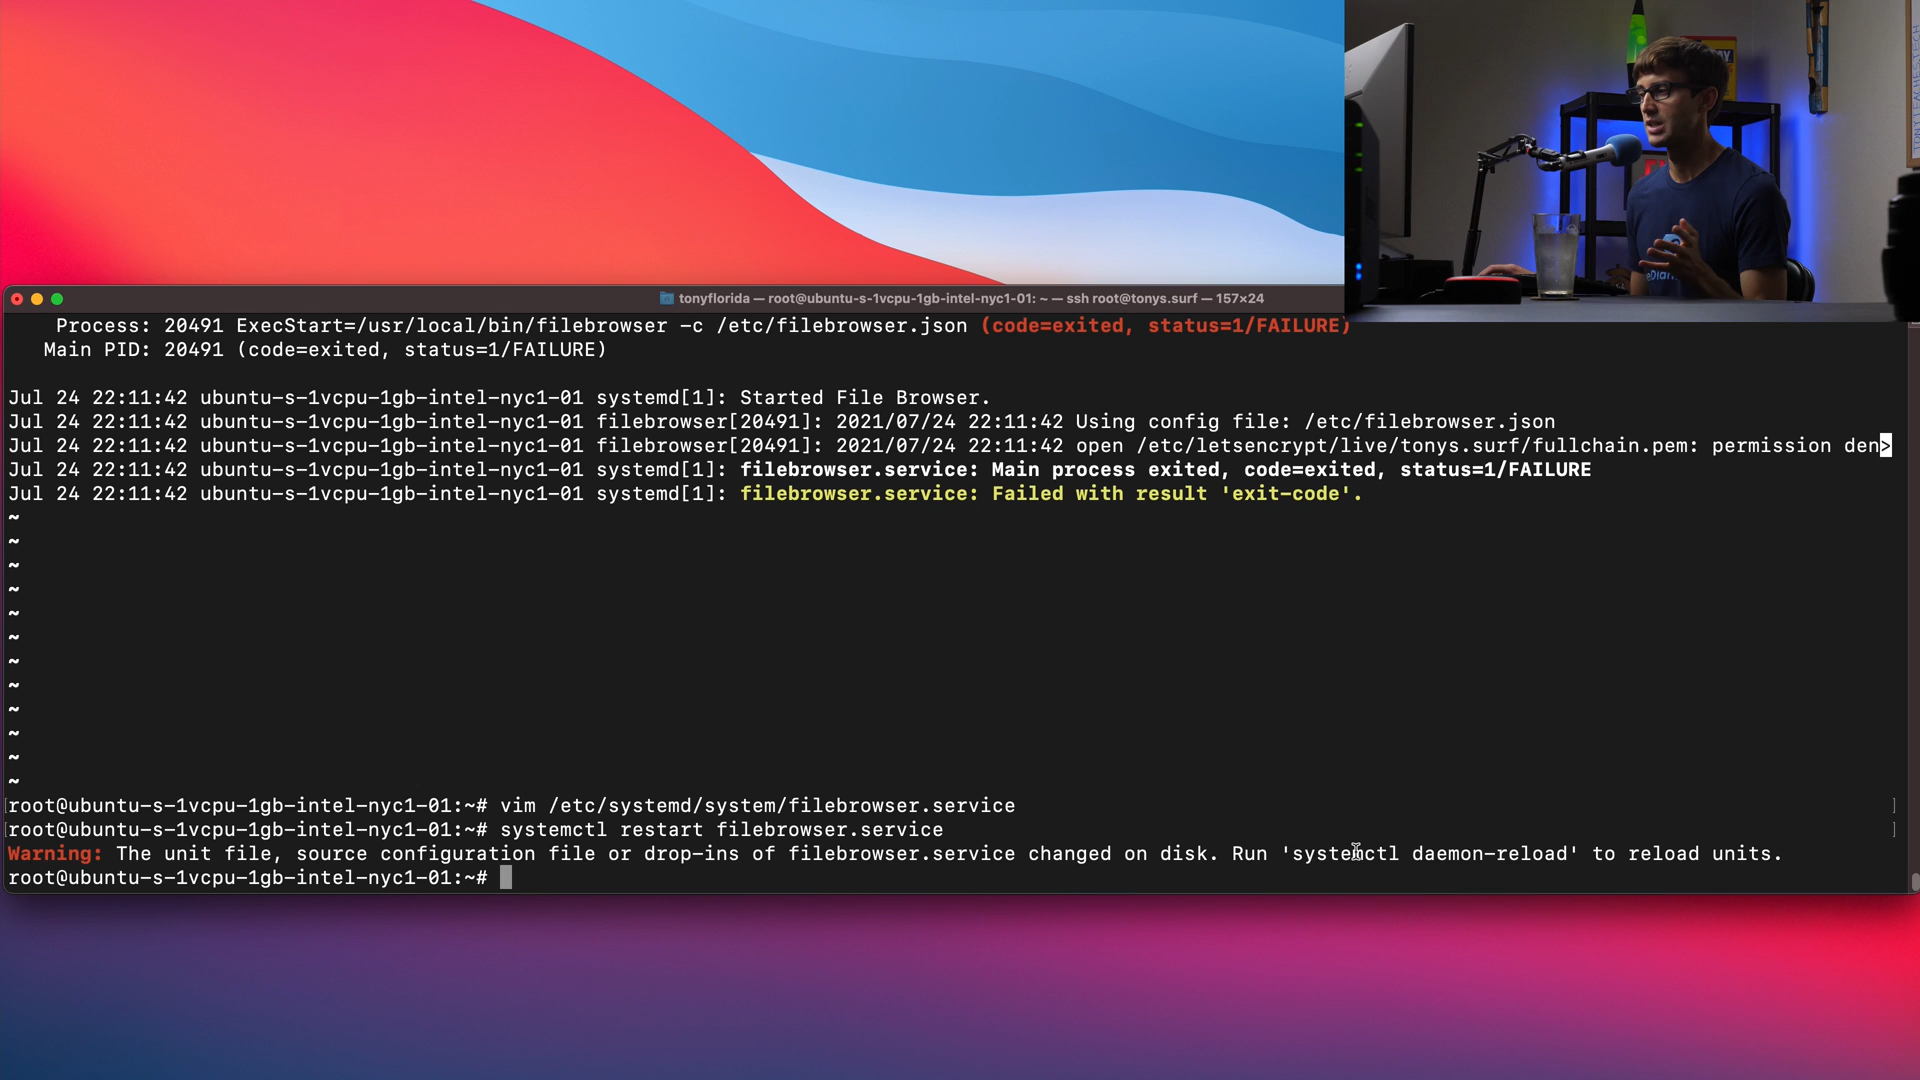 tonyflorida — root@ubuntu-s-1vcpu-1gb-intel-nyc1-01: ~ — ssh root@tonys.surf — 157×24
Process: 20491 ExecStart=/usr/local/bin/filebrowser -c /etc/filebrowser.json (code=exited, status=1/FAILURE)
Main PID: 20491 (code=exited, status=1/FAILURE)
Jul 24 22:11:42 ubuntu-s-1vcpu-1gb-intel-nyc1-01 systemd[1]: Started File Browser.
Jul 24 22:11:42 ubuntu-s-1vcpu-1gb-intel-nyc1-01 filebrowser[20491]: 2021/07/24 22:11:42 Using config file: /etc/filebrowser.json
Jul 24 22:11:42 ubuntu-s-1vcpu-1gb-intel-nyc1-01 filebrowser[20491]: 2021/07/24 22:11:42 open /etc/letsencrypt/live/tonys.surf/fullchain.pem: permission den>
Jul 24 22:11:42 ubuntu-s-1vcpu-1gb-intel-nyc1-01 systemd[1]: filebrowser.service: Main process exited, code=exited, status=1/FAILURE
Jul 24 22:11:42 ubuntu-s-1vcpu-1gb-intel-nyc1-01 systemd[1]: filebrowser.service: Failed with result 'exit-code'.
~
~
~
~
~
~
~
~
~
~
~
~
[root@ubuntu-s-1vcpu-1gb-intel-nyc1-01:~# vim /etc/systemd/system/filebrowser.service ]
[root@ubuntu-s-1vcpu-1gb-intel-nyc1-01:~# systemctl restart filebrowser.service ]
Warning: The unit file, source configuration file or drop-ins of filebrowser.service changed on disk. Run 'systemctl daemon-reload' to reload units.
root@ubuntu-s-1vcpu-1gb-intel-nyc1-01:~#